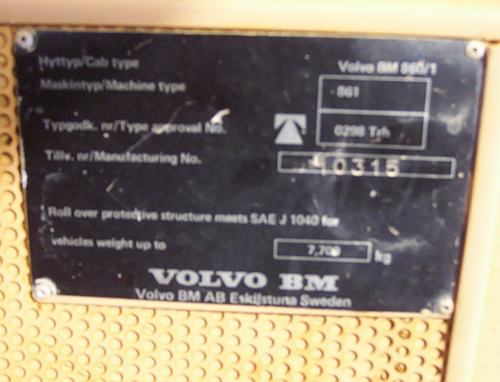 Hyttyp/Cab type Volvo BM 860/1
Maskintyp/Machine type 861
Typgodk. nr/Type approval No. 0298 Trh
Tillv. nr/Manufacturing No. 10315
Roll over protective structure meets SAE J 1040 for
vehicles weight up to 7,700 kg
VOLVO BM
Volvo BM AB Eskilstuna Sweden